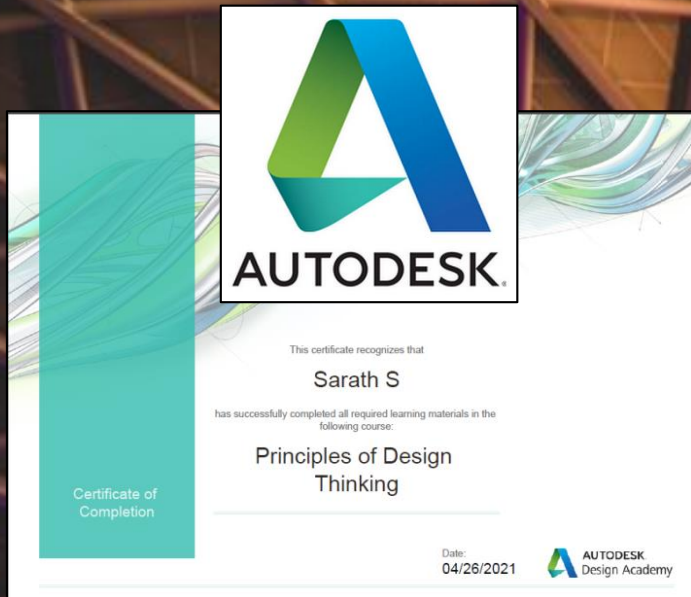 AUTODESK.
This certificate recognizes that
Sarath S
has successfully completed all required learning materials in the
following course:
Principles of Design
Thinking
Certificate of
Completion
Date:
04/26/2021
AUTODESK
Design Academy